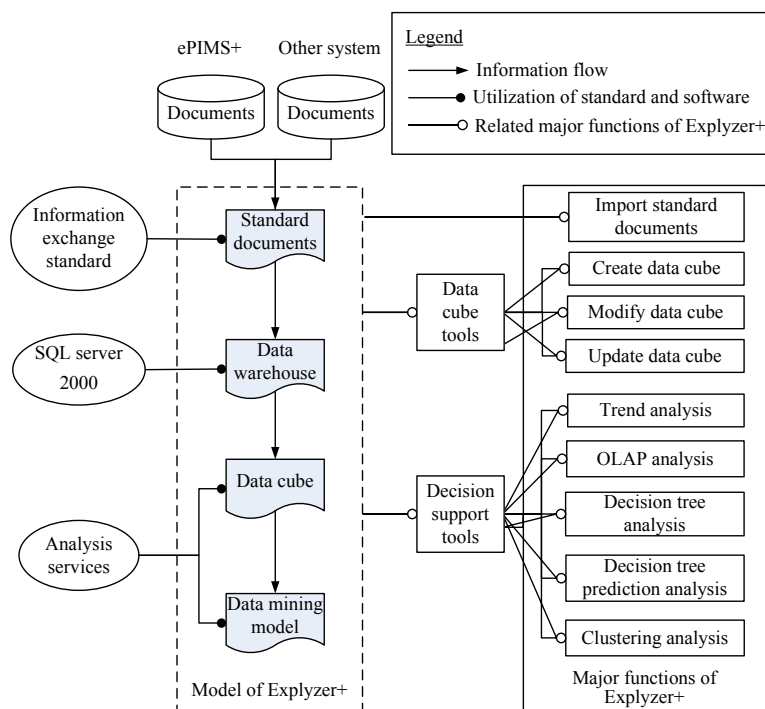 ePIMS+
Other system
Documents
Documents
Legend
Information flow
Utilization of standard and software
Related major functions of Explyzer+
Information
exchange
standard
Standard
documents
Import standard
documents
Create data cube
Data
cube
tools
Modify data cube
Update data cube
SQL server
2000
Data
warehouse
Trend analysis
OLAP analysis
Data cube
Decision
support
tools
Decision tree
analysis
Analysis
services
Decision tree
prediction analysis
Data mining
model
Clustering analysis
Model of Explyzer+
Major functions of
Explyzer+